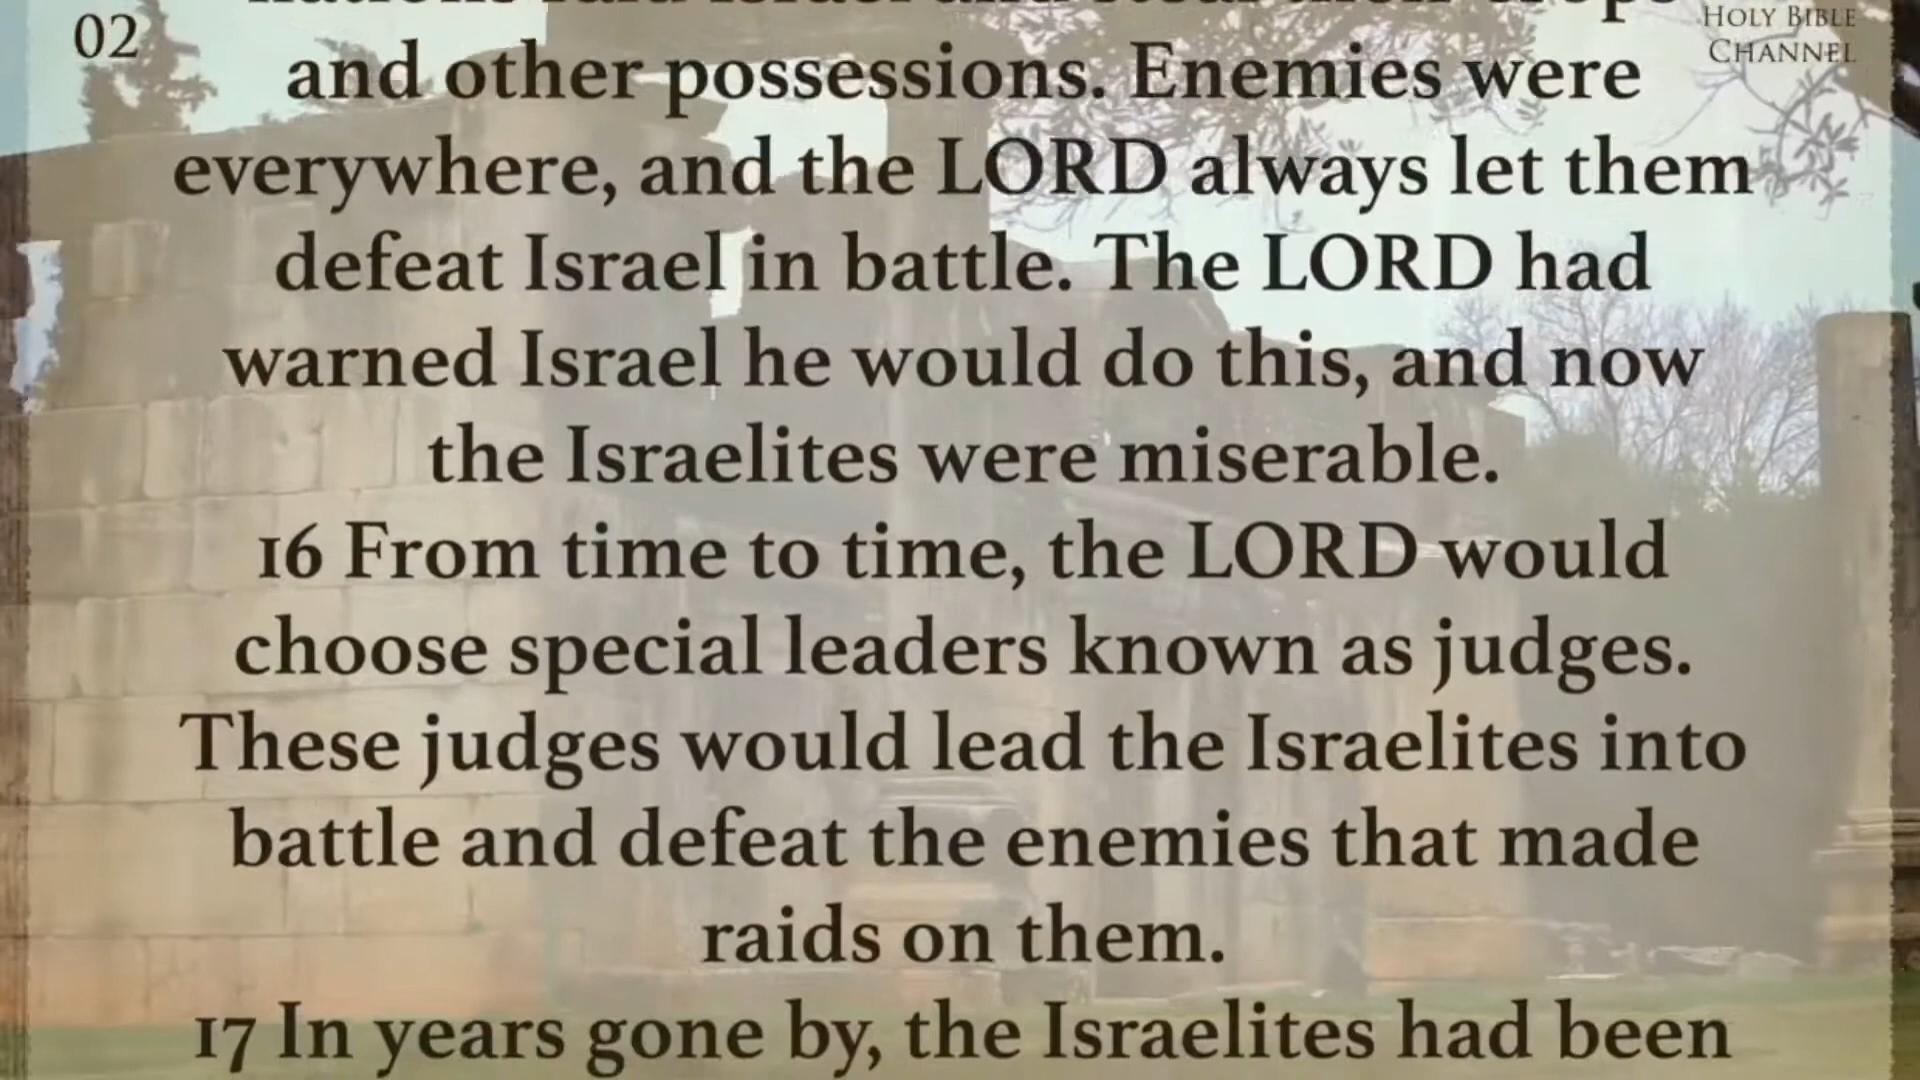 02
HOLY BIBLE
CHANNEL
and other possessions. Enemies were
everywhere, and the LORD always let them
defeat Israel in battle. The LORD had
warned Israel he would do this, and now
the Israelites were miserable.
16 From time to time, the LORD would
choose special leaders known as judges.
These judges would lead the Israelites into
battle and defeat the enemies that made
raids on them.
17 In years gone by, the Israelites had been